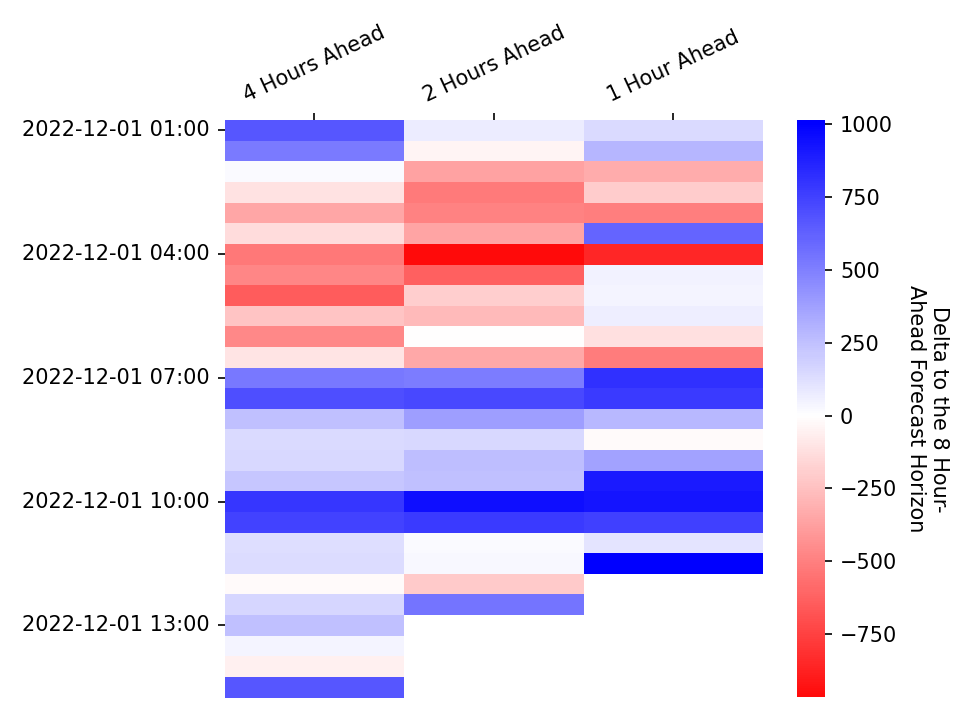 4 Hours Ahead
2 Hours Ahead
1 Hour Ahead
2022-12-01 01:00
2022-12-01 04:00
2022-12-01 07:00
2022-12-01 10:00
2022-12-01 13:00
1000
750
500
250
0
−250
−500
−750
Delta to the 8 Hour-
Ahead Forecast Horizon